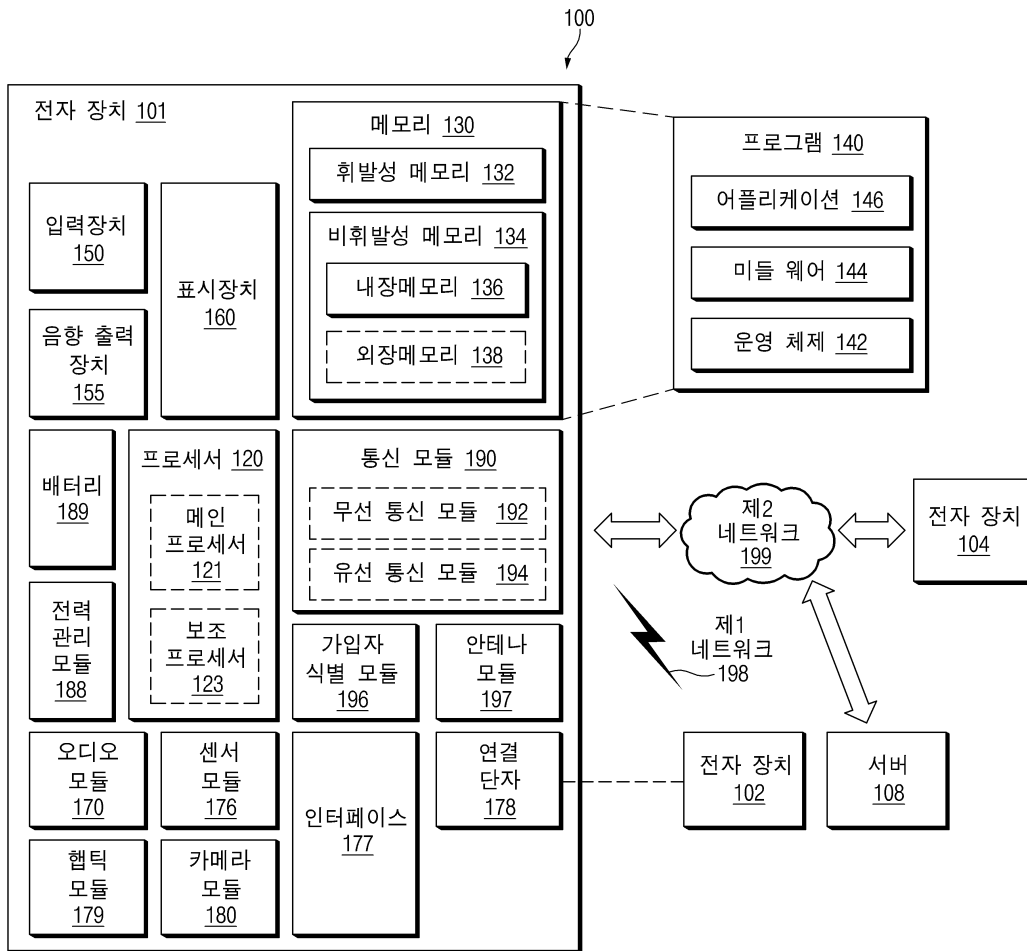 100
전자 장치 101
메모리 130
휘발성 메모리 132
비휘발성 메모리 134
내장메모리 136
외장메모리 138
프로그램 140
어플리케이션 146
미들 웨어 144
운영 체제 142
입력장치
150
표시장치
160
음향 출력
장치
155
배터리
189
프로세서 120
메인
프로세서
121
보조
프로세서
123
통신 모듈 190
무선 통신 모듈 192
유선 통신 모듈 194
제2
네트워크
199
전자 장치
104
전력
관리
모듈
188
가입자
식별 모듈
196
안테나
모듈
197
제1
네트워크
198
오디오
모듈
170
센서
모듈
176
인터페이스
177
연결
단자
178
전자 장치
102
서버
108
햅틱
모듈
179
카메라
모듈
180